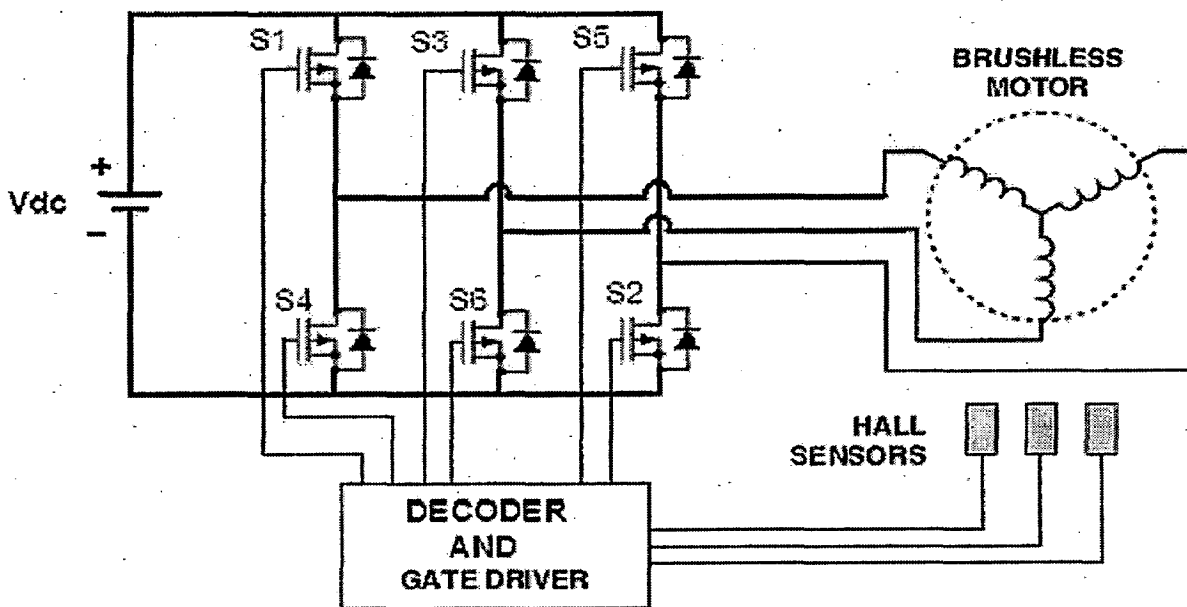 S1
S3
S5
BRUSHLESS
MOTOR
+
Vdc
−
S4
S6
S2
HALL
SENSORS
DECODER
AND
GATE DRIVER